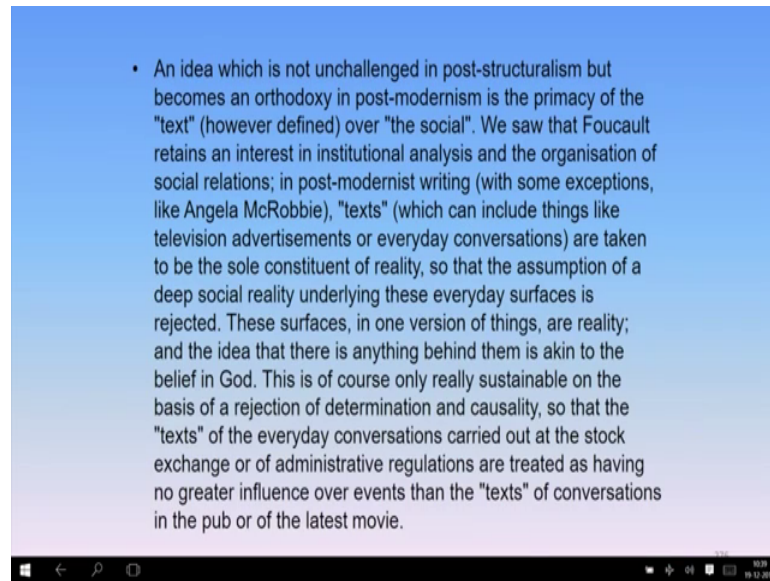 • An idea which is not unchallenged in post-structuralism but
becomes an orthodoxy in post-modernism is the primacy of the
"text" (however defined) over "the social". We saw that Foucault
retains an interest in institutional analysis and the organisation of
social relations; in post-modernist writing (with some exceptions,
like Angela McRobbie), "texts" (which can include things like
television advertisements or everyday conversations) are taken
to be the sole constituent of reality, so that the assumption of a
deep social reality underlying these everyday surfaces is
rejected. These surfaces, in one version of things, are reality;
and the idea that there is anything behind them is akin to the
belief in God. This is of course only really sustainable on the
basis of a rejection of determination and causality, so that the
"texts" of the everyday conversations carried out at the stock
exchange or of administrative regulations are treated as having
no greater influence over events than the "texts" of conversations
in the pub or of the latest movie.
10:39